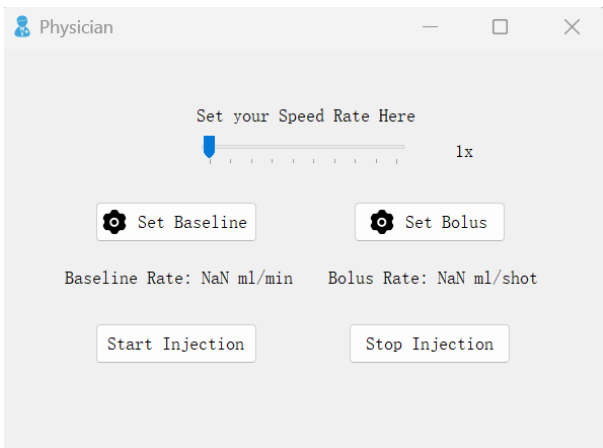 Physician
Set your Speed Rate Here
1x
Set Baseline
Set Bolus
Baseline Rate: NaN ml/min
Bolus Rate: NaN ml/shot
Start Injection
Stop Injection